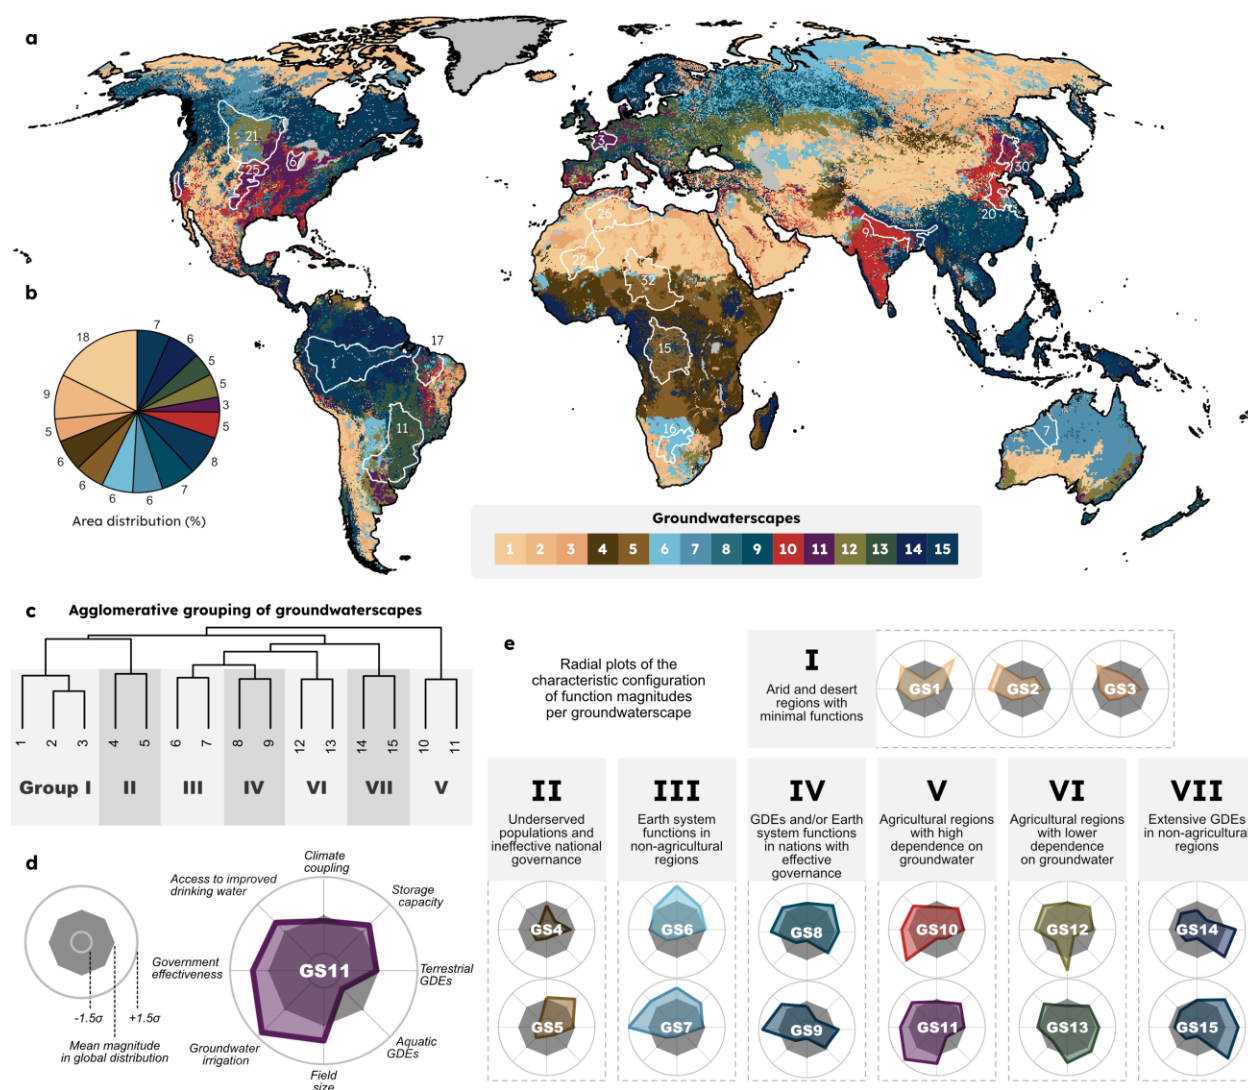 a
21
25
6
3
26
22
32
15
16
1
17
11
9
20
30
7
b
18
7
6
5
5
3
5
8
7
6
6
6
6
5
9
Area distribution (%)
Groundwaterscapes
1 2 3 4 5 6 7 8 9 10 11 12 13 14 15
c
Agglomerative grouping of groundwaterscapes
1 2 3 4 5 6 7 8 9 12 13 14 15 10 11
Group I II III IV VI VII V
d
-1.5σ
+1.5σ
Mean magnitude
in global distribution
Climate
coupling
Access to improved
drinking water
Storage
capacity
Government
effectiveness
GS11
Terrestrial
GDEs
Groundwater
irrigation
Aquatic
GDEs
Field
size
e
Radial plots of the
characteristic configuration
of function magnitudes
per groundwaterscape
I
Arid and desert
regions with
minimal functions
GS1
GS2
GS3
II
Underserved
populations and
ineffective national
governance
GS4
GS5
III
Earth system
functions in
non-agricultural
regions
GS6
GS7
IV
GDEs and/or Earth
system functions
in nations with
effective
governance
GS8
GS9
V
Agricultural regions
with high
dependence on
groundwater
GS10
GS11
VI
Agricultural regions
with lower
dependence
on groundwater
GS12
GS13
VII
Extensive GDEs
in non-agricultural
regions
GS14
GS15